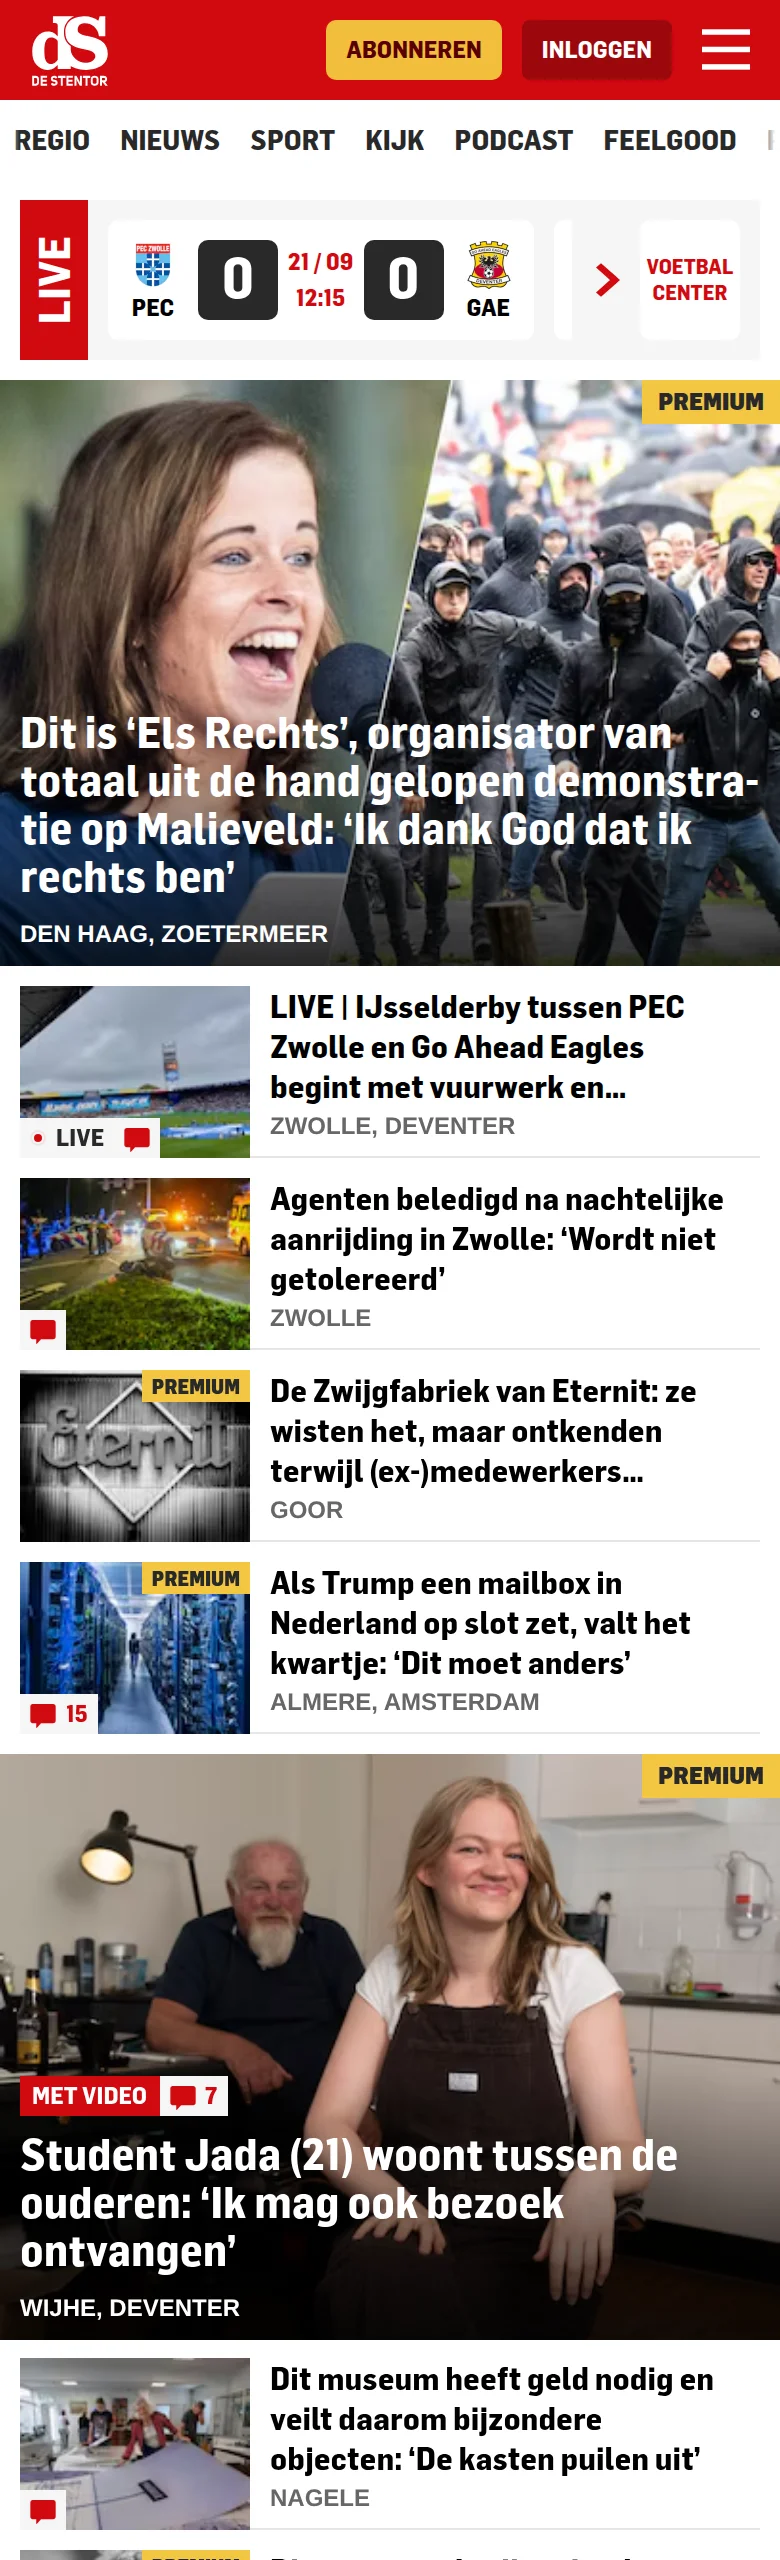 dS
DE STENTOR
ABONNEREN
INLOGGEN
REGIO NIEUWS SPORT KIJK PODCAST FEELGOOD
LIVE
PEC ZWOLLE
PEC
0
21 / 09
12:15
0
GAE
VOETBAL
CENTER
PREMIUM
Dit is ‘Els Rechts’, organisator van
totaal uit de hand gelopen demonstra-
tie op Malieveld: ‘Ik dank God dat ik
rechts ben’
DEN HAAG, ZOETERMEER
LIVE | IJsselderby tussen PEC
Zwolle en Go Ahead Eagles
begint met vuurwerk en...
ZWOLLE, DEVENTER
LIVE
Agenten beledigd na nachtelijke
aanrijding in Zwolle: ‘Wordt niet
getolereerd’
ZWOLLE
PREMIUM
Eternit
De Zwijgfabriek van Eternit: ze
wisten het, maar ontkenden
terwijl (ex-)medewerkers...
GOOR
PREMIUM
15
Als Trump een mailbox in
Nederland op slot zet, valt het
kwartje: ‘Dit moet anders’
ALMERE, AMSTERDAM
PREMIUM
MET VIDEO
7
Student Jada (21) woont tussen de
ouderen: ‘Ik mag ook bezoek
ontvangen’
WIJHE, DEVENTER
Dit museum heeft geld nodig en
veilt daarom bijzondere
objecten: ‘De kasten puilen uit’
NAGELE